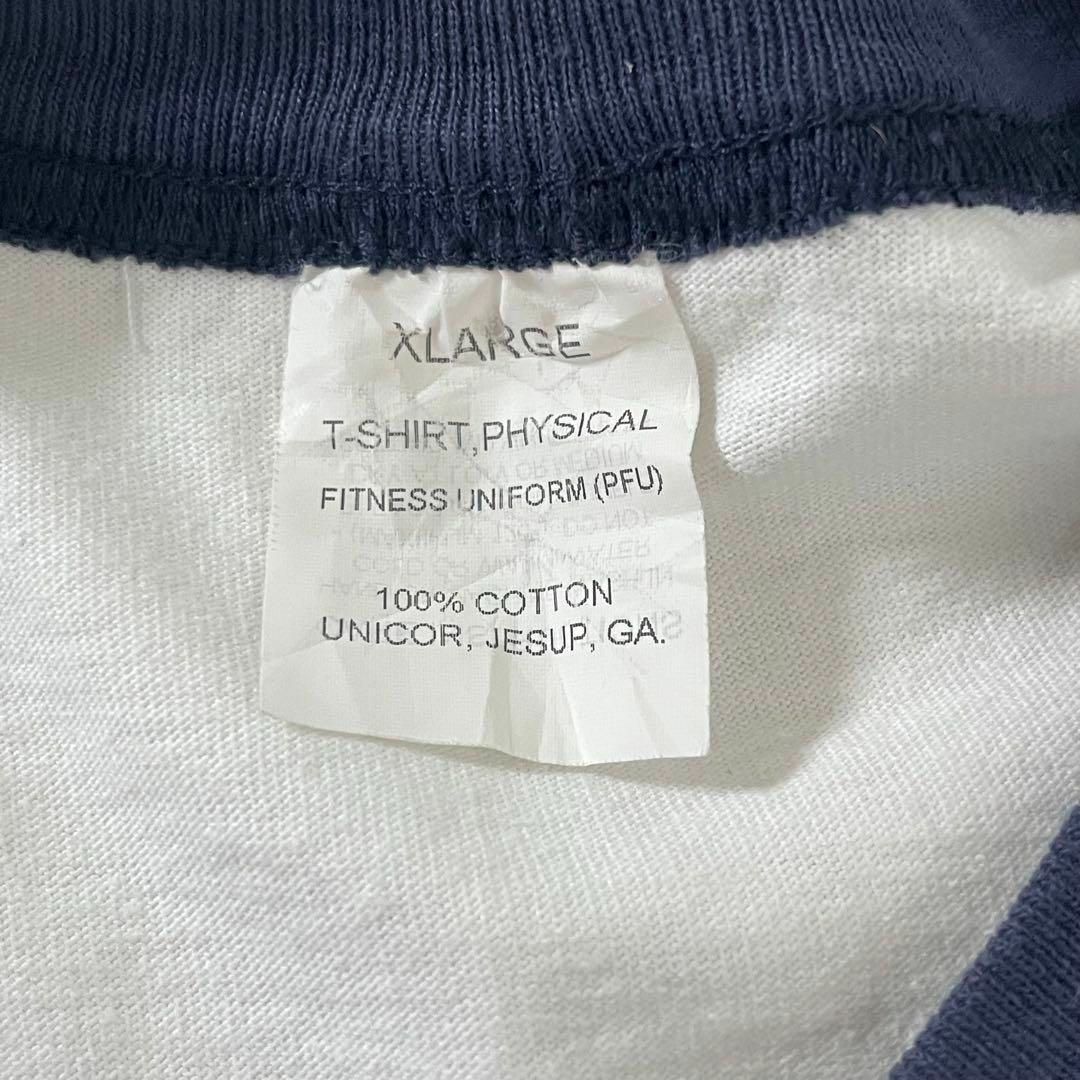 XLARGE
T-SHIRT, PHYSICAL
FITNESS UNIFORM (PFU)
100% COTTON
UNICOR, JESUP, GA.